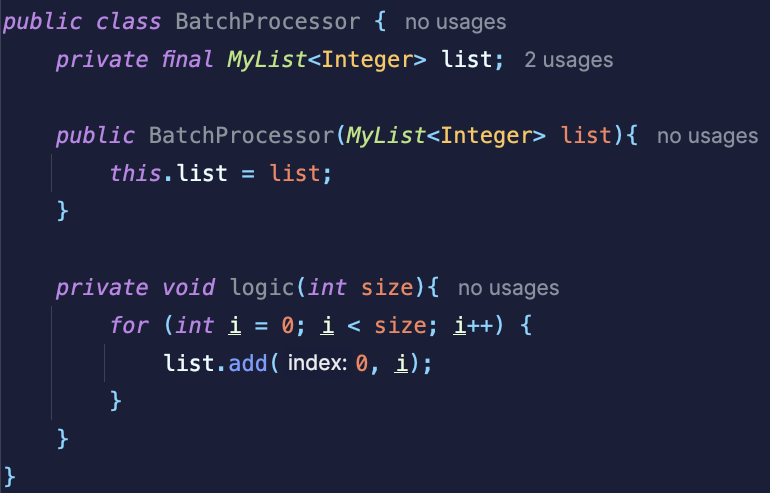 public class BatchProcessor { no usages
private final MyList<Integer> list; 2 usages
public BatchProcessor(MyList<Integer> list){ no usages
this.list = list;
}
private void logic(int size){ no usages
for (int i = 0; i < size; i++) {
list.add( index: 0, i);
}
}
}